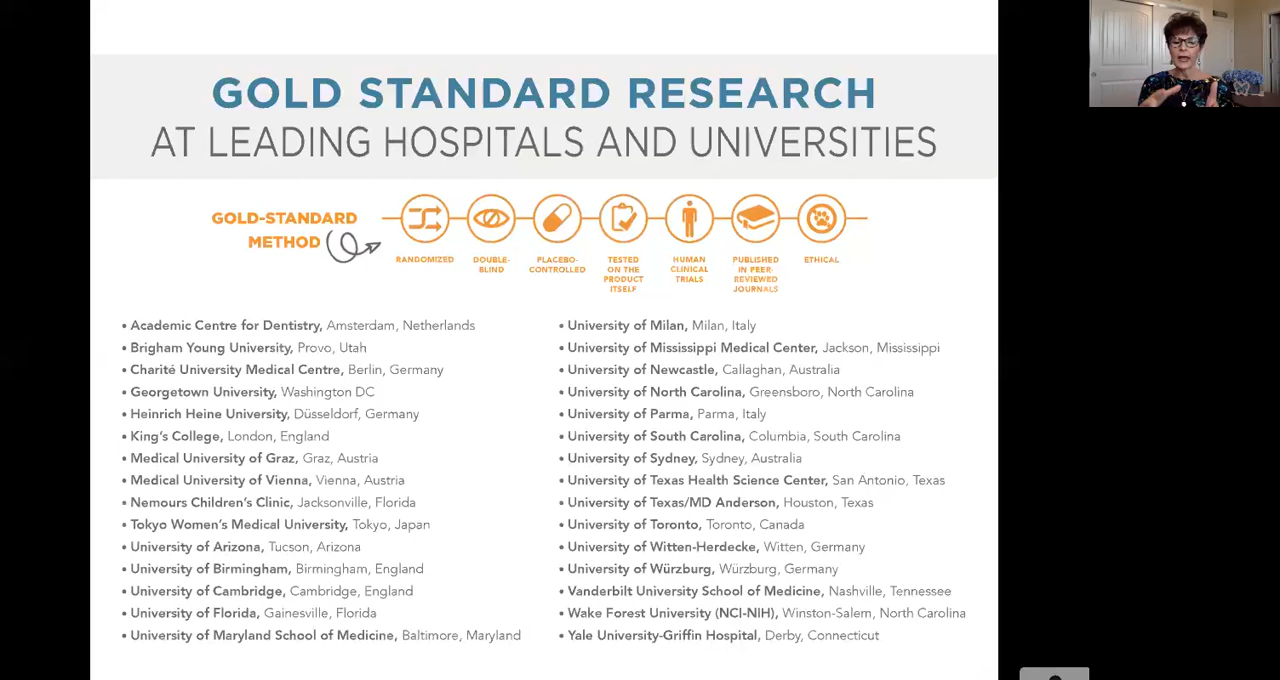 GOLD STANDARD RESEARCH
AT LEADING HOSPITALS AND UNIVERSITIES
GOLD-STANDARD
METHOD
RANDOMIZED
DOUBLE-
BLIND
PLACEBO-
CONTROLLED
TESTED
ON THE
PRODUCT
ITSELF
HUMAN
CLINICAL
TRIALS
PUBLISHED
IN PEER-
REVIEWED
JOURNALS
ETHICAL
• Academic Centre for Dentistry, Amsterdam, Netherlands
• Brigham Young University, Provo, Utah
• Charité University Medical Centre, Berlin, Germany
• Georgetown University, Washington DC
• Heinrich Heine University, Düsseldorf, Germany
• King's College, London, England
• Medical University of Graz, Graz, Austria
• Medical University of Vienna, Vienna, Austria
• Nemours Children's Clinic, Jacksonville, Florida
• Tokyo Women's Medical University, Tokyo, Japan
• University of Arizona, Tucson, Arizona
• University of Birmingham, Birmingham, England
• University of Cambridge, Cambridge, England
• University of Florida, Gainesville, Florida
• University of Maryland School of Medicine, Baltimore, Maryland
• University of Milan, Milan, Italy
• University of Mississippi Medical Center, Jackson, Mississippi
• University of Newcastle, Callaghan, Australia
• University of North Carolina, Greensboro, North Carolina
• University of Parma, Parma, Italy
• University of South Carolina, Columbia, South Carolina
• University of Sydney, Sydney, Australia
• University of Texas Health Science Center, San Antonio, Texas
• University of Texas/MD Anderson, Houston, Texas
• University of Toronto, Toronto, Canada
• University of Witten-Herdecke, Witten, Germany
• University of Würzburg, Würzburg, Germany
• Vanderbilt University School of Medicine, Nashville, Tennessee
• Wake Forest University (NCI-NIH), Winston-Salem, North Carolina
• Yale University-Griffin Hospital, Derby, Connecticut